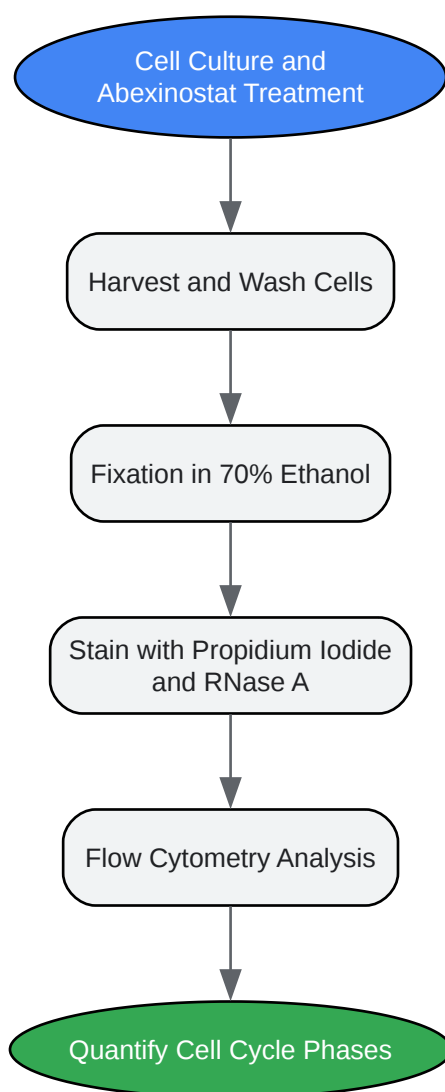 Cell Culture and
Abexinostat Treatment
Harvest and Wash Cells
Fixation in 70% Ethanol
Stain with Propidium Iodide
and RNase A
Flow Cytometry Analysis
Quantify Cell Cycle Phases